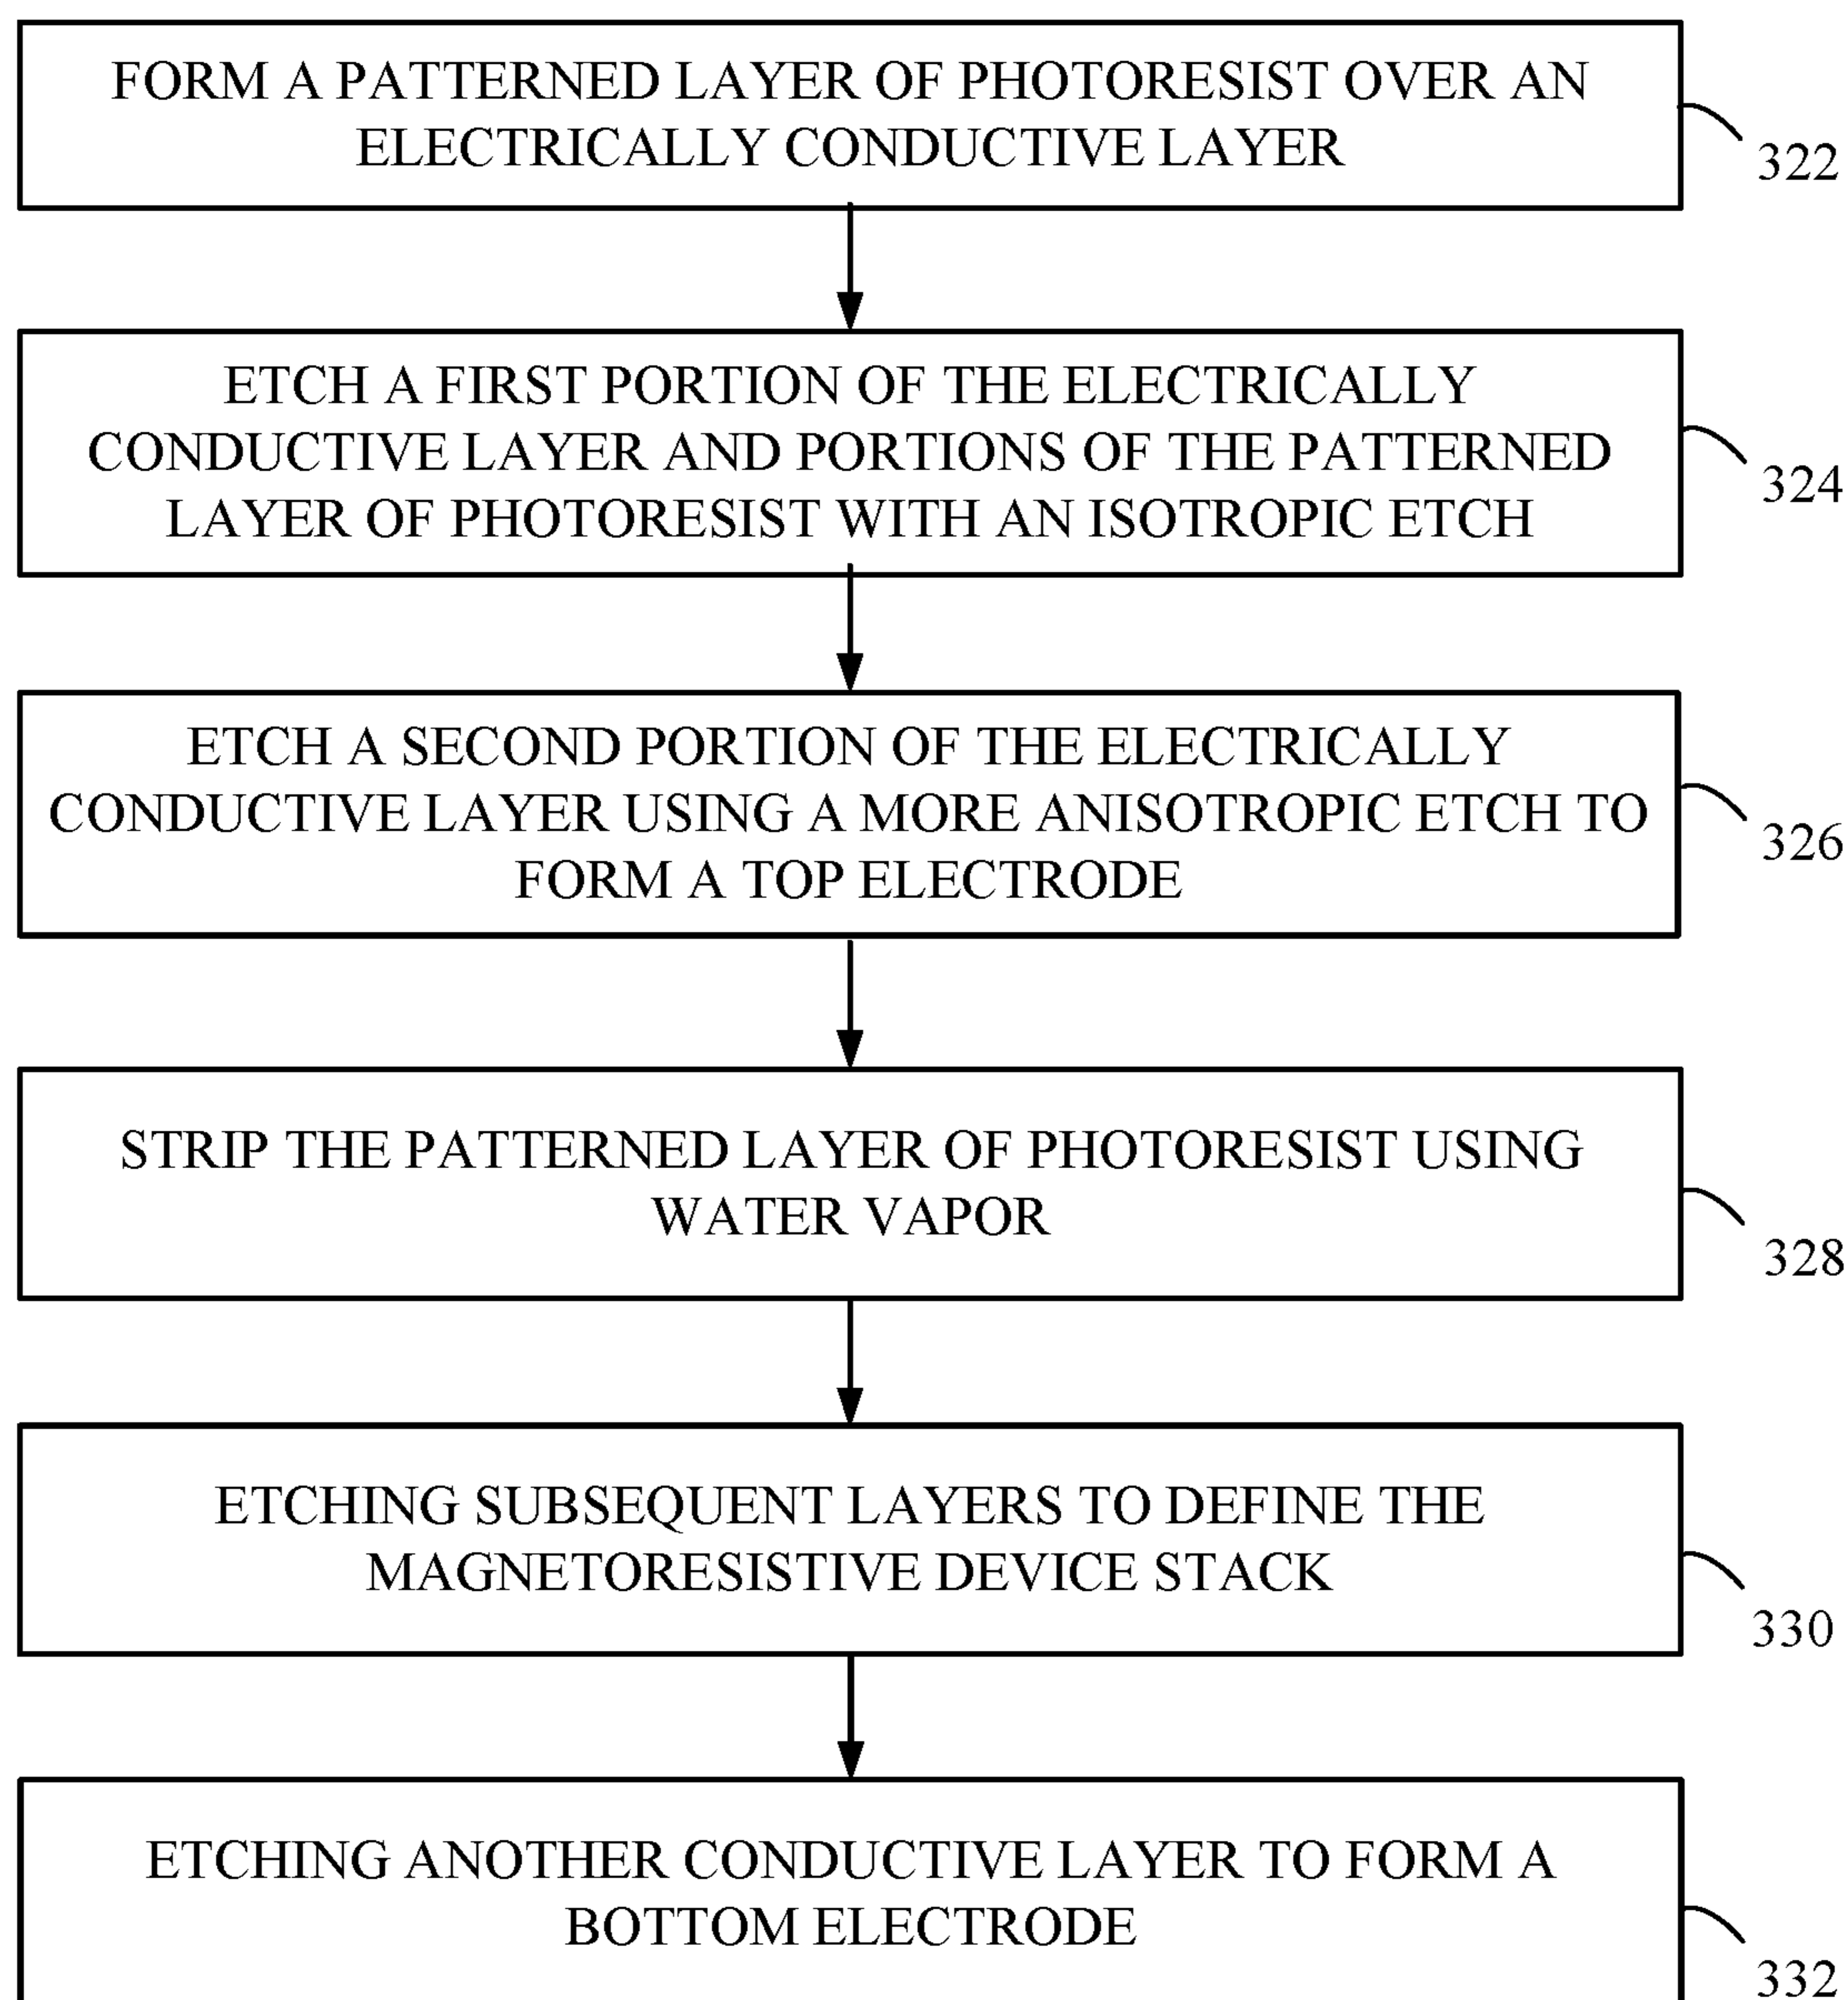 FORM A PATTERNED LAYER OF PHOTORESIST OVER AN
ELECTRICALLY CONDUCTIVE LAYER
322
ETCH A FIRST PORTION OF THE ELECTRICALLY
CONDUCTIVE LAYER AND PORTIONS OF THE PATTERNED
LAYER OF PHOTORESIST WITH AN ISOTROPIC ETCH
324
ETCH A SECOND PORTION OF THE ELECTRICALLY
CONDUCTIVE LAYER USING A MORE ANISOTROPIC ETCH TO
FORM A TOP ELECTRODE
326
STRIP THE PATTERNED LAYER OF PHOTORESIST USING
WATER VAPOR
328
ETCHING SUBSEQUENT LAYERS TO DEFINE THE
MAGNETORESISTIVE DEVICE STACK
330
ETCHING ANOTHER CONDUCTIVE LAYER TO FORM A
BOTTOM ELECTRODE
332